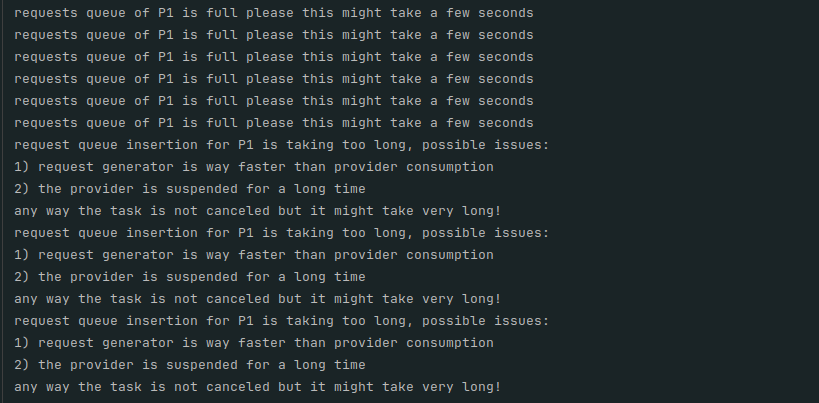 requests queue of P1 is full please this might take a few seconds
requests queue of P1 is full please this might take a few seconds
requests queue of P1 is full please this might take a few seconds
requests queue of P1 is full please this might take a few seconds
requests queue of P1 is full please this might take a few seconds
requests queue of P1 is full please this might take a few seconds
request queue insertion for P1 is taking too long, possible issues:
1) request generator is way faster than provider consumption
2) the provider is suspended for a long time
any way the task is not canceled but it might take very long!
request queue insertion for P1 is taking too long, possible issues:
1) request generator is way faster than provider consumption
2) the provider is suspended for a long time
any way the task is not canceled but it might take very long!
request queue insertion for P1 is taking too long, possible issues:
1) request generator is way faster than provider consumption
2) the provider is suspended for a long time
any way the task is not canceled but it might take very long!